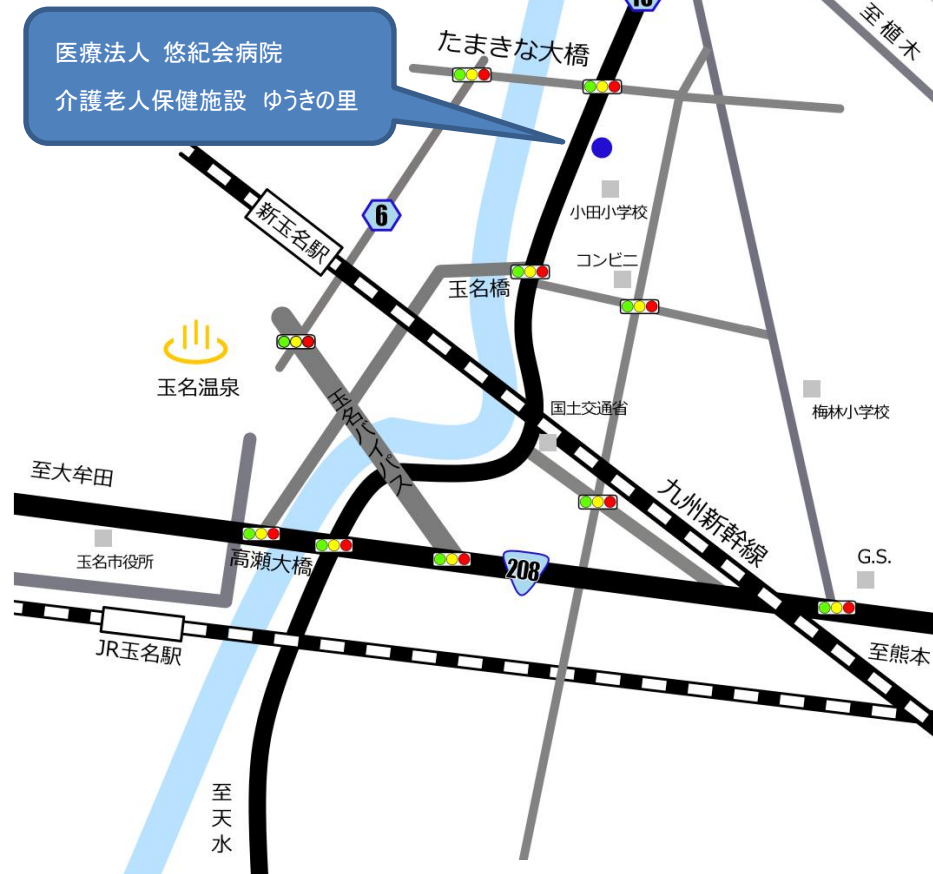 医療法人 悠紀会病院
介護老人保健施設 ゆうきの里
たまきな大橋
至植木
6
新玉名駅
小田小学校
コンビニ
玉名橋
玉名温泉
玉名バイパス
国土交通省
梅林小学校
至大牟田
九州新幹線
玉名市役所
高瀬大橋
208
G.S.
JR玉名駅
至熊本
至天水